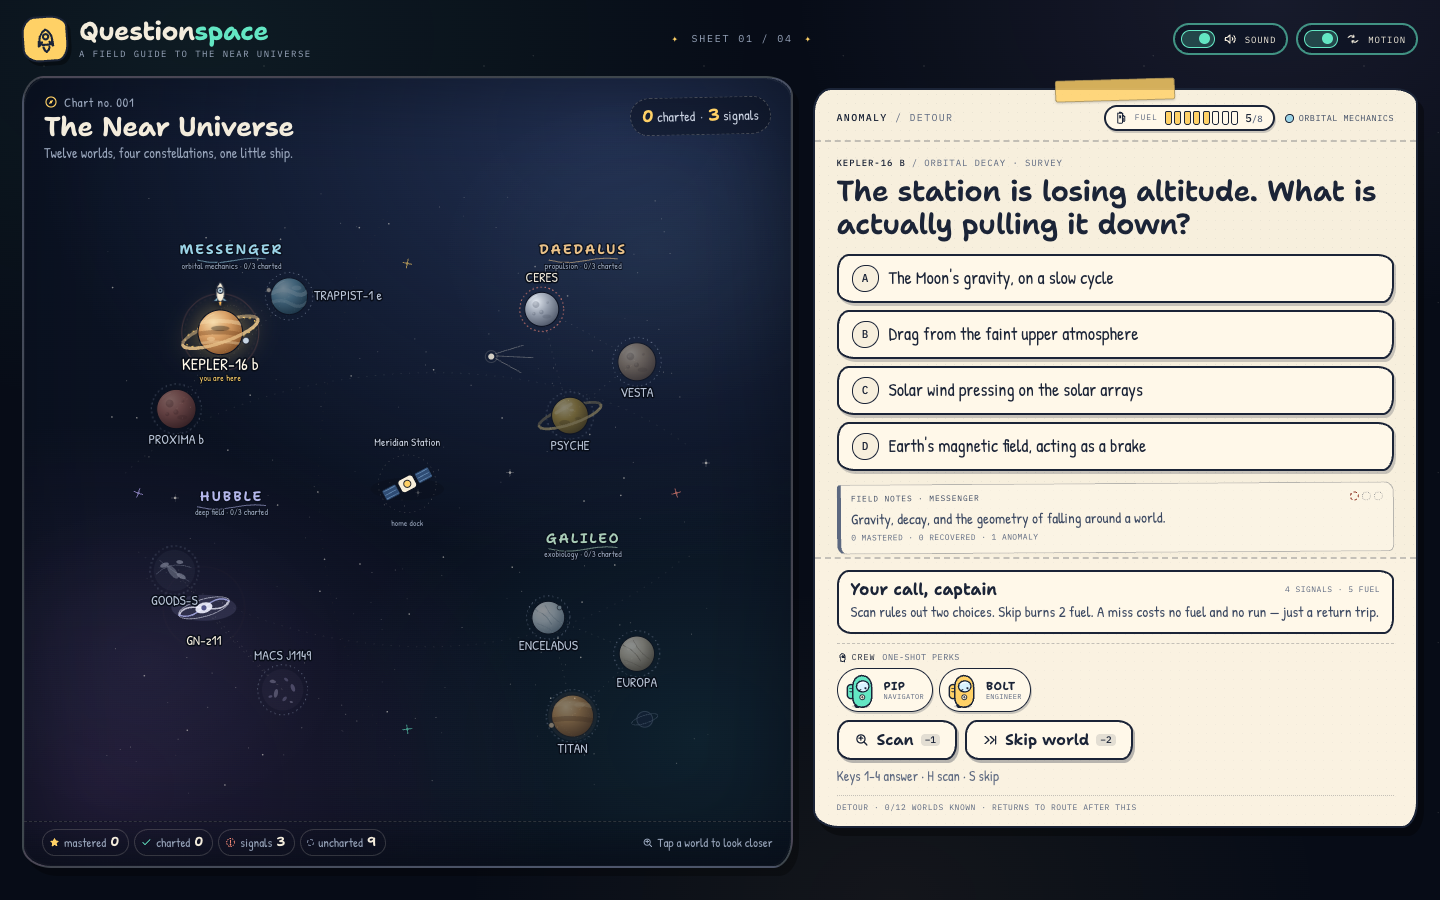 Questionspace
A FIELD GUIDE TO THE NEAR UNIVERSE
SHEET 01 / 04
SOUND
MOTION
Chart no. 001
The Near Universe
Twelve worlds, four constellations, one little ship.
0 charted · 3 signals
MESSENGER
orbital mechanics · 0/3 charted
TRAPPIST-1 e
KEPLER-16 b
you are here
PROXIMA b
DAEDALUS
propulsion · 0/3 charted
CERES
VESTA
PSYCHE
Meridian Station
home dock
HUBBLE
deep field · 0/3 charted
GOODS-S
GN-z11
MACS J1149
GALILEO
exobiology · 0/3 charted
ENCELADUS
EUROPA
TITAN
mastered 0
charted 0
signals 3
uncharted 9
Tap a world to look closer
ANOMALY / DETOUR
FUEL 5/8
ORBITAL MECHANICS
KEPLER-16 B / ORBITAL DECAY · SURVEY
The station is losing altitude. What is
actually pulling it down?
A The Moon's gravity, on a slow cycle
B Drag from the faint upper atmosphere
C Solar wind pressing on the solar arrays
D Earth's magnetic field, acting as a brake
FIELD NOTES · MESSENGER
Gravity, decay, and the geometry of falling around a world.
0 MASTERED · 0 RECOVERED · 1 ANOMALY
Your call, captain
4 SIGNALS · 5 FUEL
Scan rules out two choices. Skip burns 2 fuel. A miss costs no fuel and no run — just a return trip.
CREW ONE-SHOT PERKS
PIP
NAVIGATOR
BOLT
ENGINEER
Scan −1
Skip world −2
Keys 1–4 answer · H scan · S skip
DETOUR · 0/12 WORLDS KNOWN · RETURNS TO ROUTE AFTER THIS